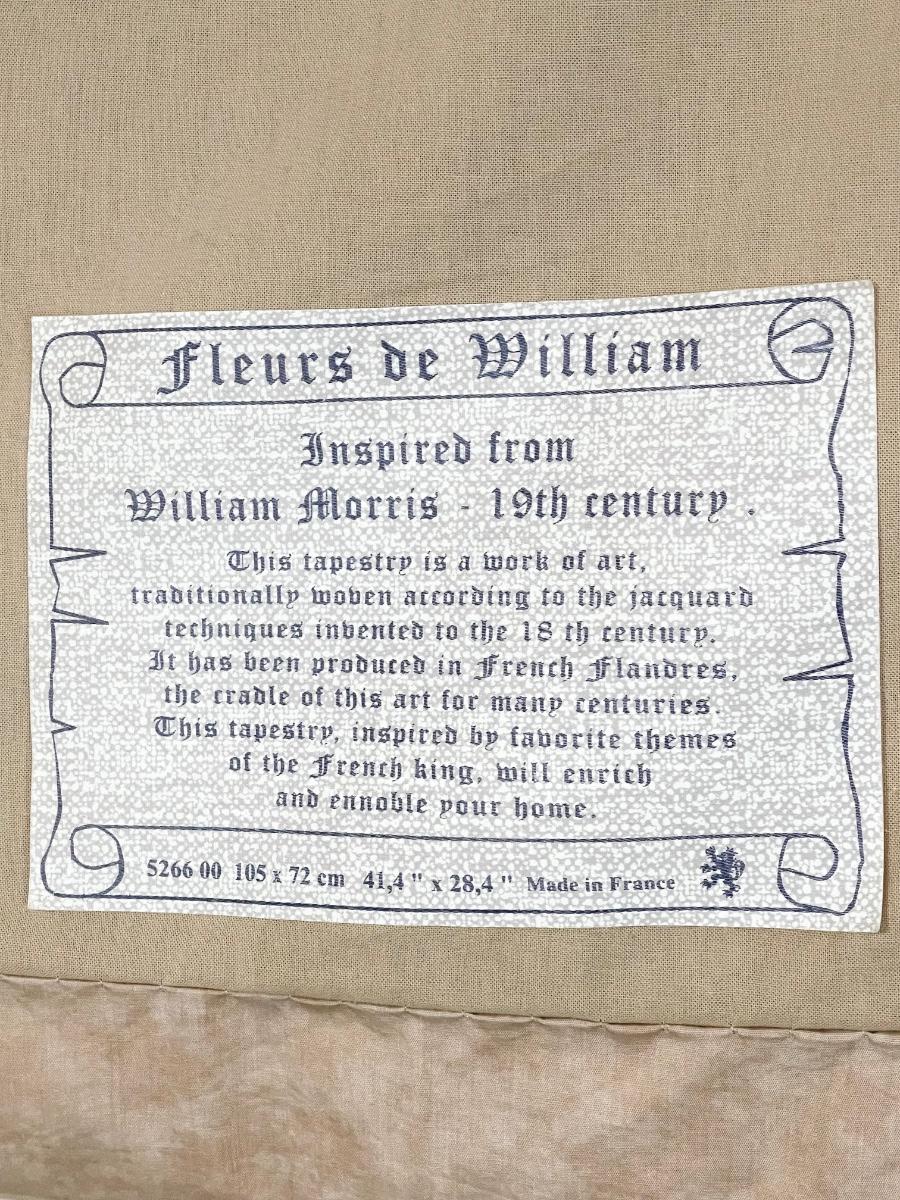 Fleurs de William
Inspired from
William Morris - 19th century .
This tapestry is a work of art,
traditionally woven according to the jacquard
techniques invented to the 18 th century.
It has been produced in French Flandres,
the cradle of this art for many centuries.
This tapestry, inspired by favorite themes
of the French king, will enrich
and ennoble your home.
5266 00 105 x 72 cm 41,4 " x 28,4 " Made in France